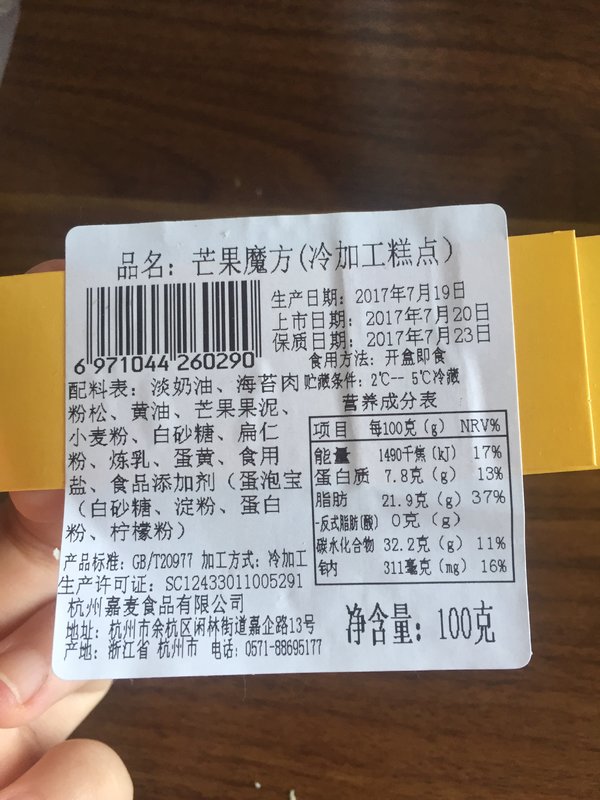 品名：芒果魔方(冷加工糕点)
生产日期：2017年7月19日
上市日期：2017年7月20日
保质日期：2017年7月23日
6 971044 260290
食用方法：开盒即食
配料表：淡奶油、海苔肉
粉松、黄油、芒果果泥、
小麦粉、白砂糖、扁仁
粉、炼乳、蛋黄、食用
盐、食品添加剂（蛋泡宝
（白砂糖、淀粉、蛋白
粉、柠檬粉）
贮藏条件：2℃-- 5℃冷藏
营养成分表
项目 每100克（g） NRV%
能量 1490千焦(kJ) 17%
蛋白质 7.8克（g） 13%
脂肪 21.9克（g） 37%
-反式脂肪(酸) 0克（g）
碳水化合物 32.2克（g） 11%
钠 311毫克(mg) 16%
产品标准：GB/T20977 加工方式：冷加工
生产许可证：SC12433011005291
杭州嘉麦食品有限公司
地址：杭州市余杭区闲林街道嘉企路13号
产地：浙江省 杭州市 电话：0571-88695177
净含量：100克